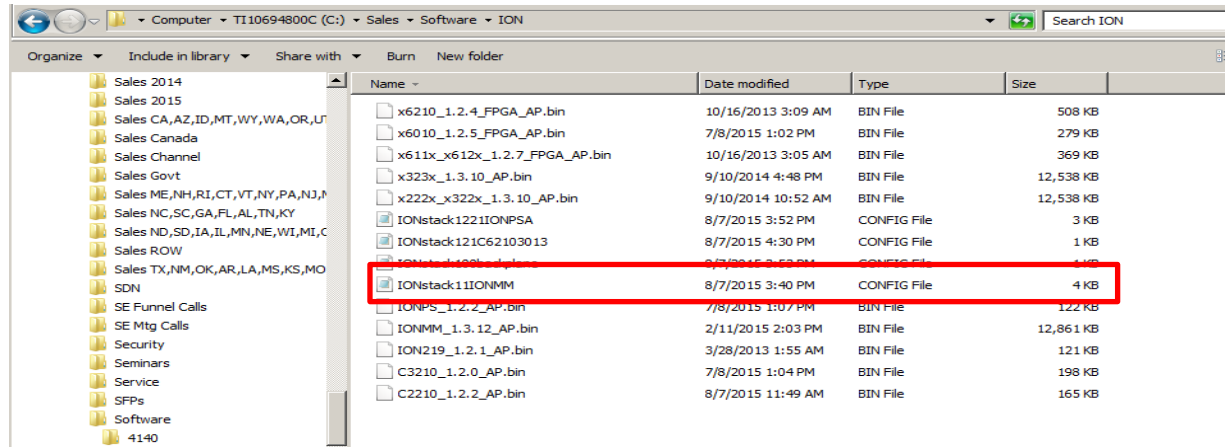 Computer ▸ TI10694800C (C:) ▸ Sales ▸ Software ▸ ION Search ION
Organize Include in library Share with Burn New folder
Sales 2014
Sales 2015
Sales CA,AZ,ID,MT,WY,WA,OR,UT
Sales Canada
Sales Channel
Sales Govt
Sales ME,NH,RI,CT,VT,NY,PA,NJ,
Sales NC,SC,GA,FL,AL,TN,KY
Sales ND,SD,IA,IL,MN,NE,WI,MI,
Sales ROW
Sales TX,NM,OK,AR,LA,MS,KS,MO
SDN
SE Funnel Calls
SE Mtg Calls
Security
Seminars
Service
SFPs
Software
4140
Name Date modified Type Size
x6210_1.2.4_FPGA_AP.bin 10/16/2013 3:09 AM BIN File 508 KB
x6010_1.2.5_FPGA_AP.bin 7/8/2015 1:02 PM BIN File 279 KB
x611x_x612x_1.2.7_FPGA_AP.bin 10/16/2013 3:05 AM BIN File 369 KB
x323x_1.3.10_AP.bin 9/10/2014 4:48 PM BIN File 12,538 KB
x222x_x322x_1.3.10_AP.bin 9/10/2014 10:52 AM BIN File 12,538 KB
IONstack1221IONPSA 8/7/2015 3:52 PM CONFIG File 3 KB
IONstack121C62103013 8/7/2015 4:30 PM CONFIG File 1 KB
CONFIG File 1 KB
IONstack11IONMM 8/7/2015 3:40 PM CONFIG File 4 KB
IONPS_1.2.2_AP.bin 7/8/2015 1:07 PM BIN File 122 KB
IONMM_1.3.12_AP.bin 2/11/2015 2:03 PM BIN File 12,861 KB
ION219_1.2.1_AP.bin 3/28/2013 1:55 AM BIN File 121 KB
C3210_1.2.0_AP.bin 7/8/2015 1:04 PM BIN File 198 KB
C2210_1.2.2_AP.bin 8/7/2015 11:49 AM BIN File 165 KB